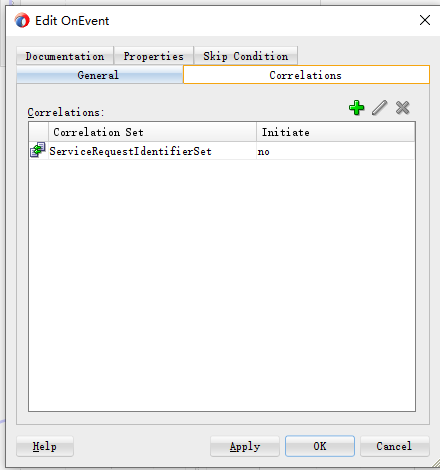 Edit OnEvent
Documentation Properties Skip Condition
General Correlations
Correlations:
Correlation Set Initiate
ServiceRequestIdentifierSet no
Help Apply OK Cancel